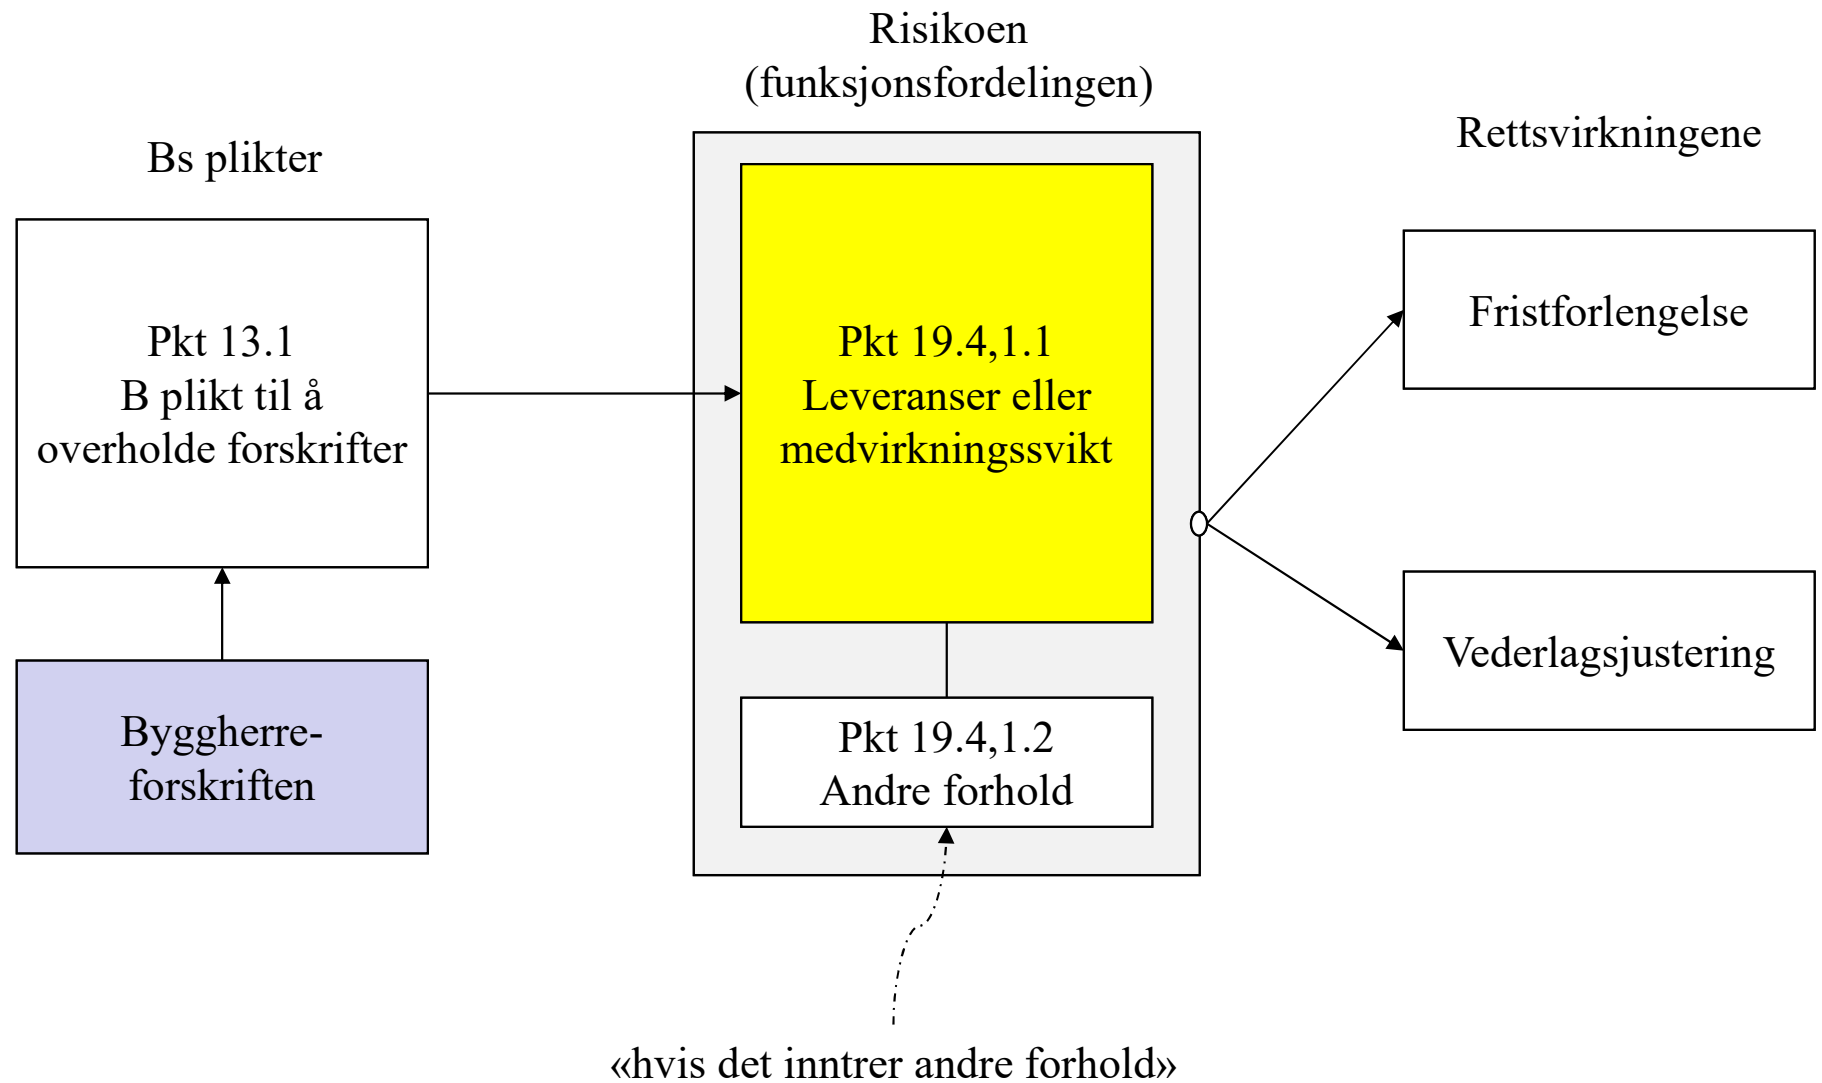 Risikoen
(funksjonsfordelingen)
Bs plikter
Rettsvirkningene
Pkt 13.1
B plikt til å
overholde forskrifter
Pkt 19.4,1.1
Leveranser eller
medvirkningssvikt
Fristforlengelse
Vederlagsjustering
Byggherre-
forskriften
Pkt 19.4,1.2
Andre forhold
«hvis det inntrer andre forhold»